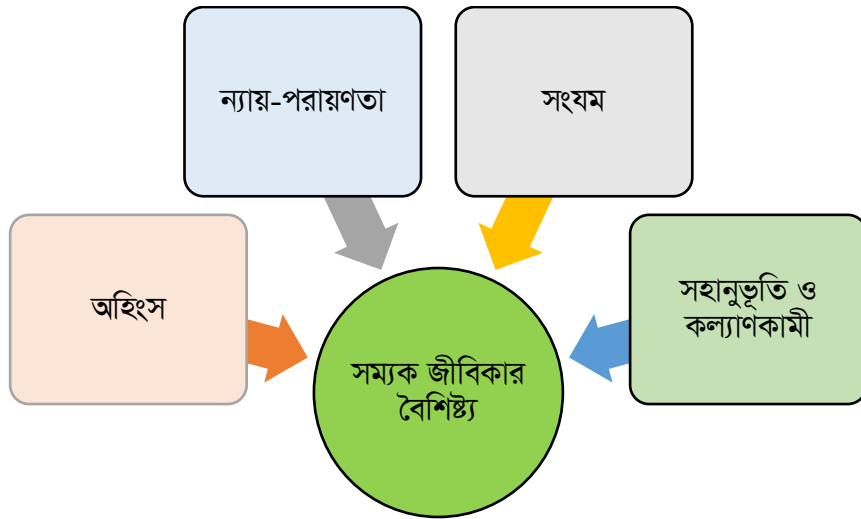 ন্যায়-পরায়ণতা
সংযম
অহিংস
সহানুভূতি ও
কল্যাণকামী
সম্যক জীবিকার
বৈশিষ্ট্য